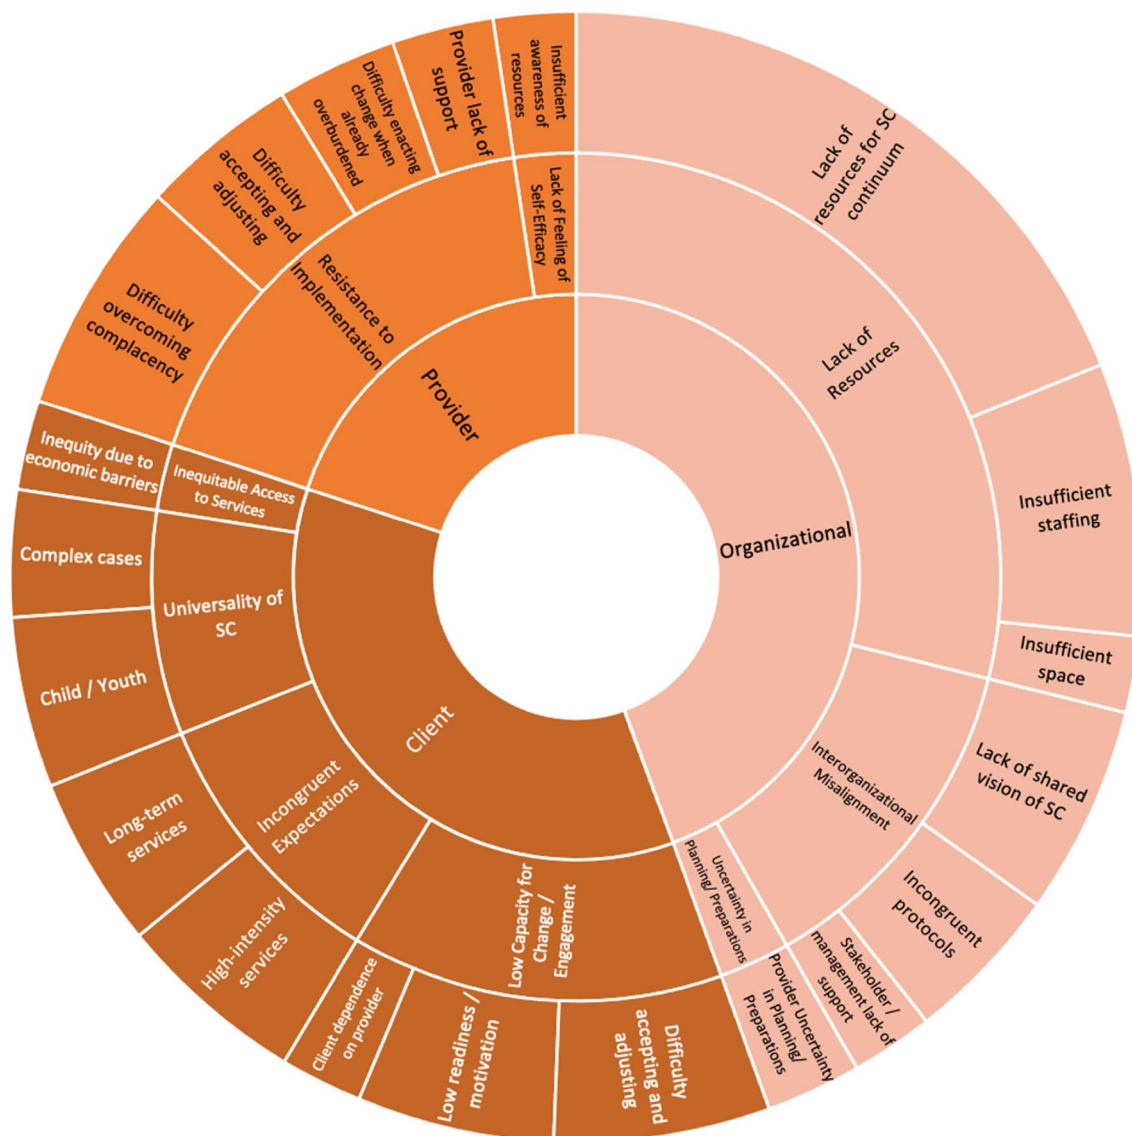 Organizational
Lack of
Resources
Lack of
resources for SC
continuum
Insufficient
staffing
Insufficient
space
Interorganizational
Misalignment
Lack of shared
vision of SC
Incongruent
protocols
Stakeholder /
management lack of
support
Uncertainty in
Planning/ Preparations
Provider Uncertainty
in Planning/
Preparations
Client
Low Capacity for
Change /
Engagement
Difficulty
accepting and
adjusting
Low readiness /
motivation
Client dependence
on provider
Incongruent
Expectations
High-intensity
services
Long-term
services
Universality of
SC
Child / Youth
Complex cases
Inequitable Access
to Services
Inequity due to
economic barriers
Provider
Resistance to
Implementation
Difficulty
overcoming
complacency
Difficulty
accepting and
adjusting
Difficulty enacting
change when
already
overburdened
Provider lack of
support
Lack of Feeling of
Self-Efficacy
Insufficient
awareness of
resources